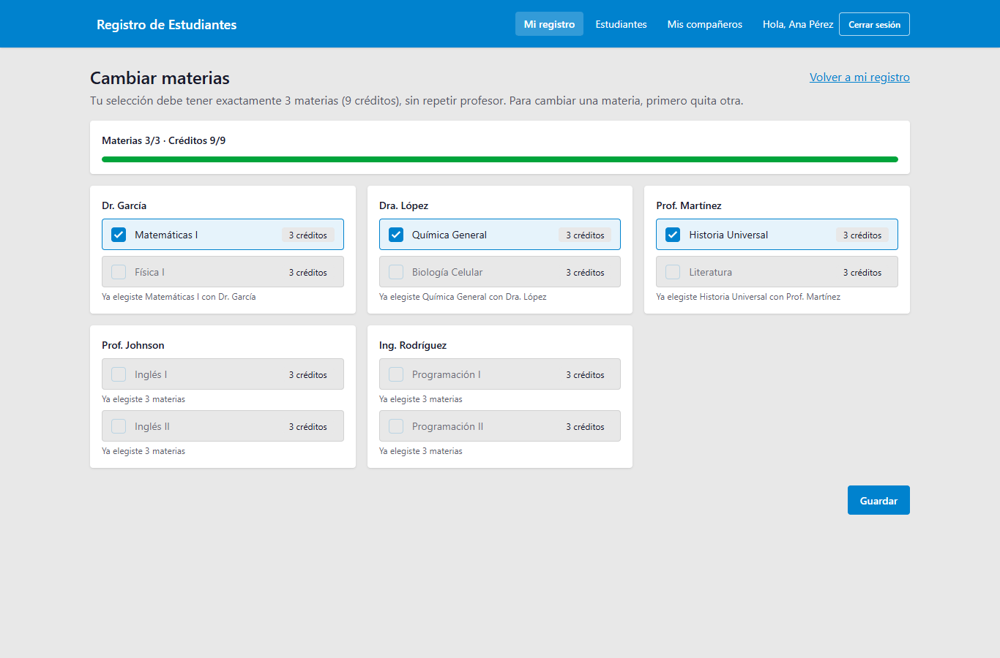 Registro de Estudiantes
Mi registro
Estudiantes
Mis compañeros
Hola, Ana Pérez
Cerrar sesión
Cambiar materias
Volver a mi registro
Tu selección debe tener exactamente 3 materias (9 créditos), sin repetir profesor. Para cambiar una materia, primero quita otra.
Materias 3/3 · Créditos 9/9
Dr. García
Matemáticas I
3 créditos
Física I
3 créditos
Ya elegiste Matemáticas I con Dr. García
Dra. López
Química General
3 créditos
Biología Celular
3 créditos
Ya elegiste Química General con Dra. López
Prof. Martínez
Historia Universal
3 créditos
Literatura
3 créditos
Ya elegiste Historia Universal con Prof. Martínez
Prof. Johnson
Inglés I
3 créditos
Ya elegiste 3 materias
Inglés II
3 créditos
Ya elegiste 3 materias
Ing. Rodríguez
Programación I
3 créditos
Ya elegiste 3 materias
Programación II
3 créditos
Ya elegiste 3 materias
Guardar